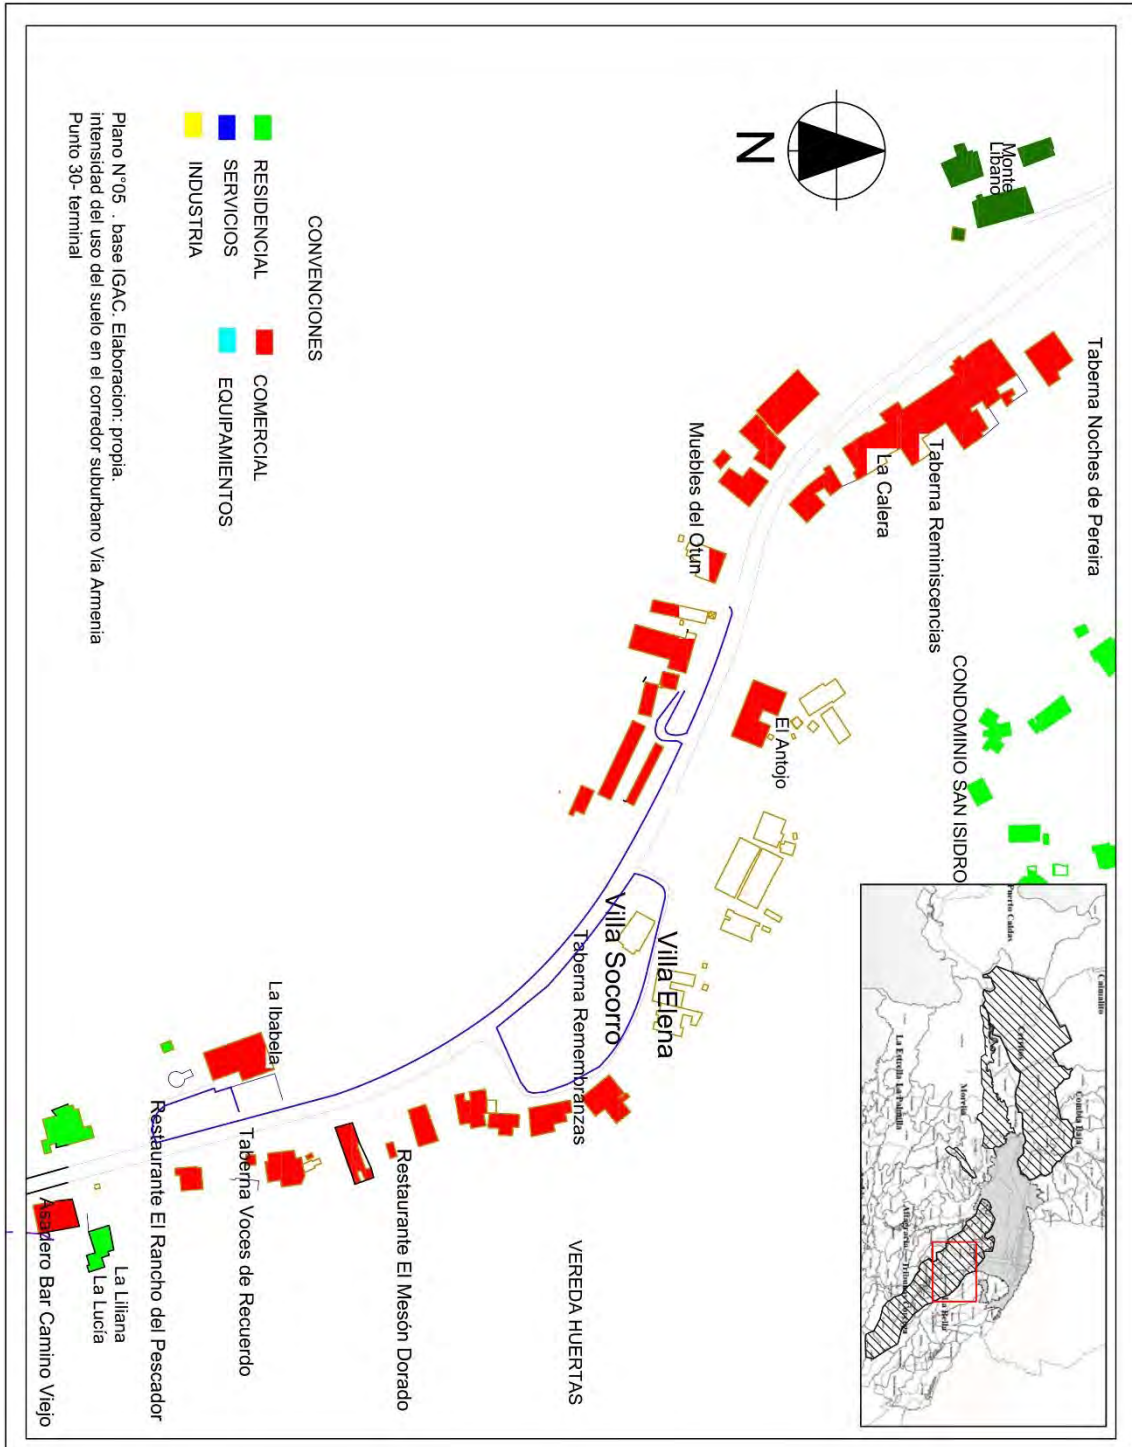 Taberna Noches de Pereira
Taberna Reminiscencias
La Calera
Monte
Libano
CONDOMINIO SAN ISIDRO
Muebles del Otun
El Antojo
N
Villa Elena
Villa Socorro
Taberna Remembranzas
VEREDA HUERTAS
Restaurante El Mesón Dorado
La Ibabela
Taberna Voces de Recuerdo
Restaurante El Rancho del Pescador
La Liliana
La Lucía
Asadero Bar Camino Viejo
CONVENCIONES
RESIDENCIAL
COMERCIAL
SERVICIOS
EQUIPAMIENTOS
INDUSTRIA
Plano N°05 . base IGAC. Elaboracion: propia.
intensidad del uso del suelo en el corredor suburbano Via Armenia
Punto 30- terminal
Caimalito
Puerto Caldas
Cerritos
Combia Baja
Morelia
La Estrella La Palmilla
La Bella